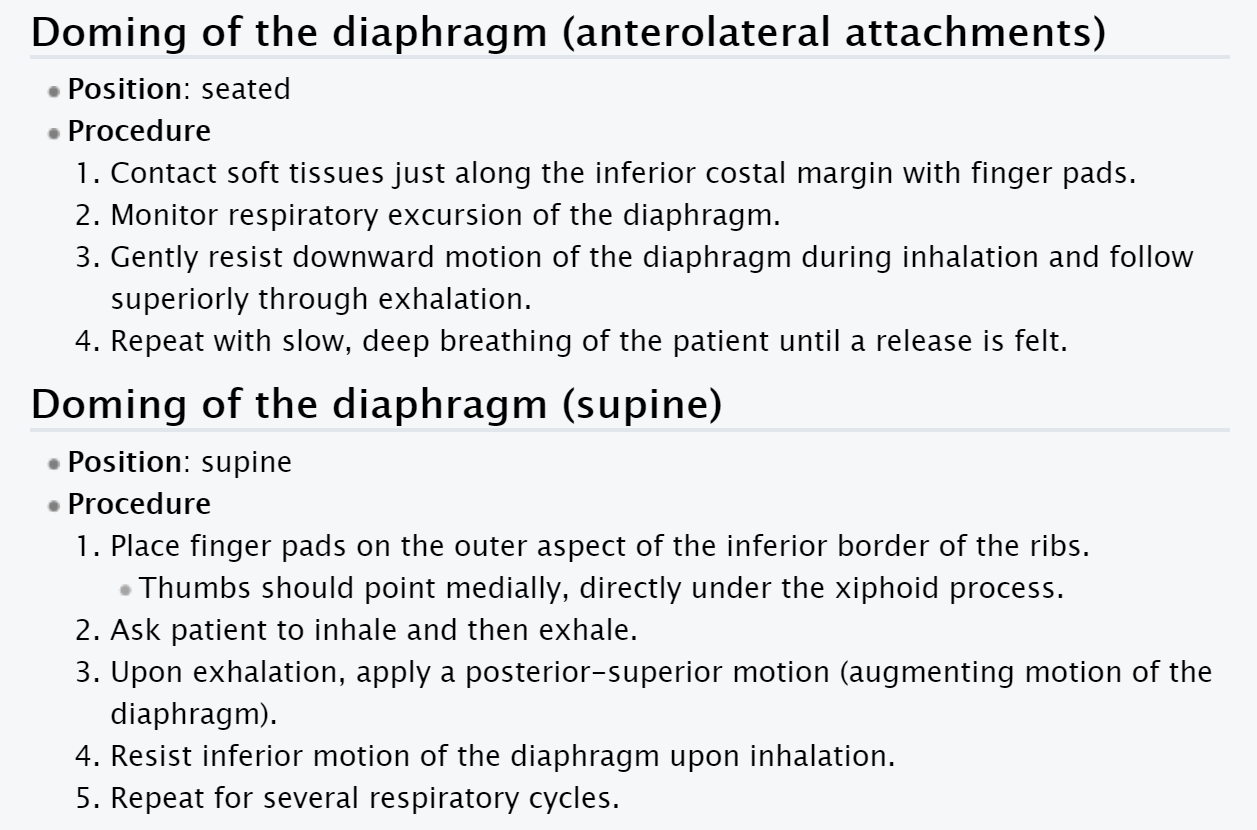 Doming of the diaphragm (anterolateral attachments)
Position: seated
Procedure
1. Contact soft tissues just along the inferior costal margin with finger pads.
2. Monitor respiratory excursion of the diaphragm.
3. Gently resist downward motion of the diaphragm during inhalation and follow
superiorly through exhalation.
4. Repeat with slow, deep breathing of the patient until a release is felt.
Doming of the diaphragm (supine)
Position: supine
Procedure
1. Place finger pads on the outer aspect of the inferior border of the ribs.
Thumbs should point medially, directly under the xiphoid process.
2. Ask patient to inhale and then exhale.
3. Upon exhalation, apply a posterior-superior motion (augmenting motion of the
diaphragm).
4. Resist inferior motion of the diaphragm upon inhalation.
5. Repeat for several respiratory cycles.